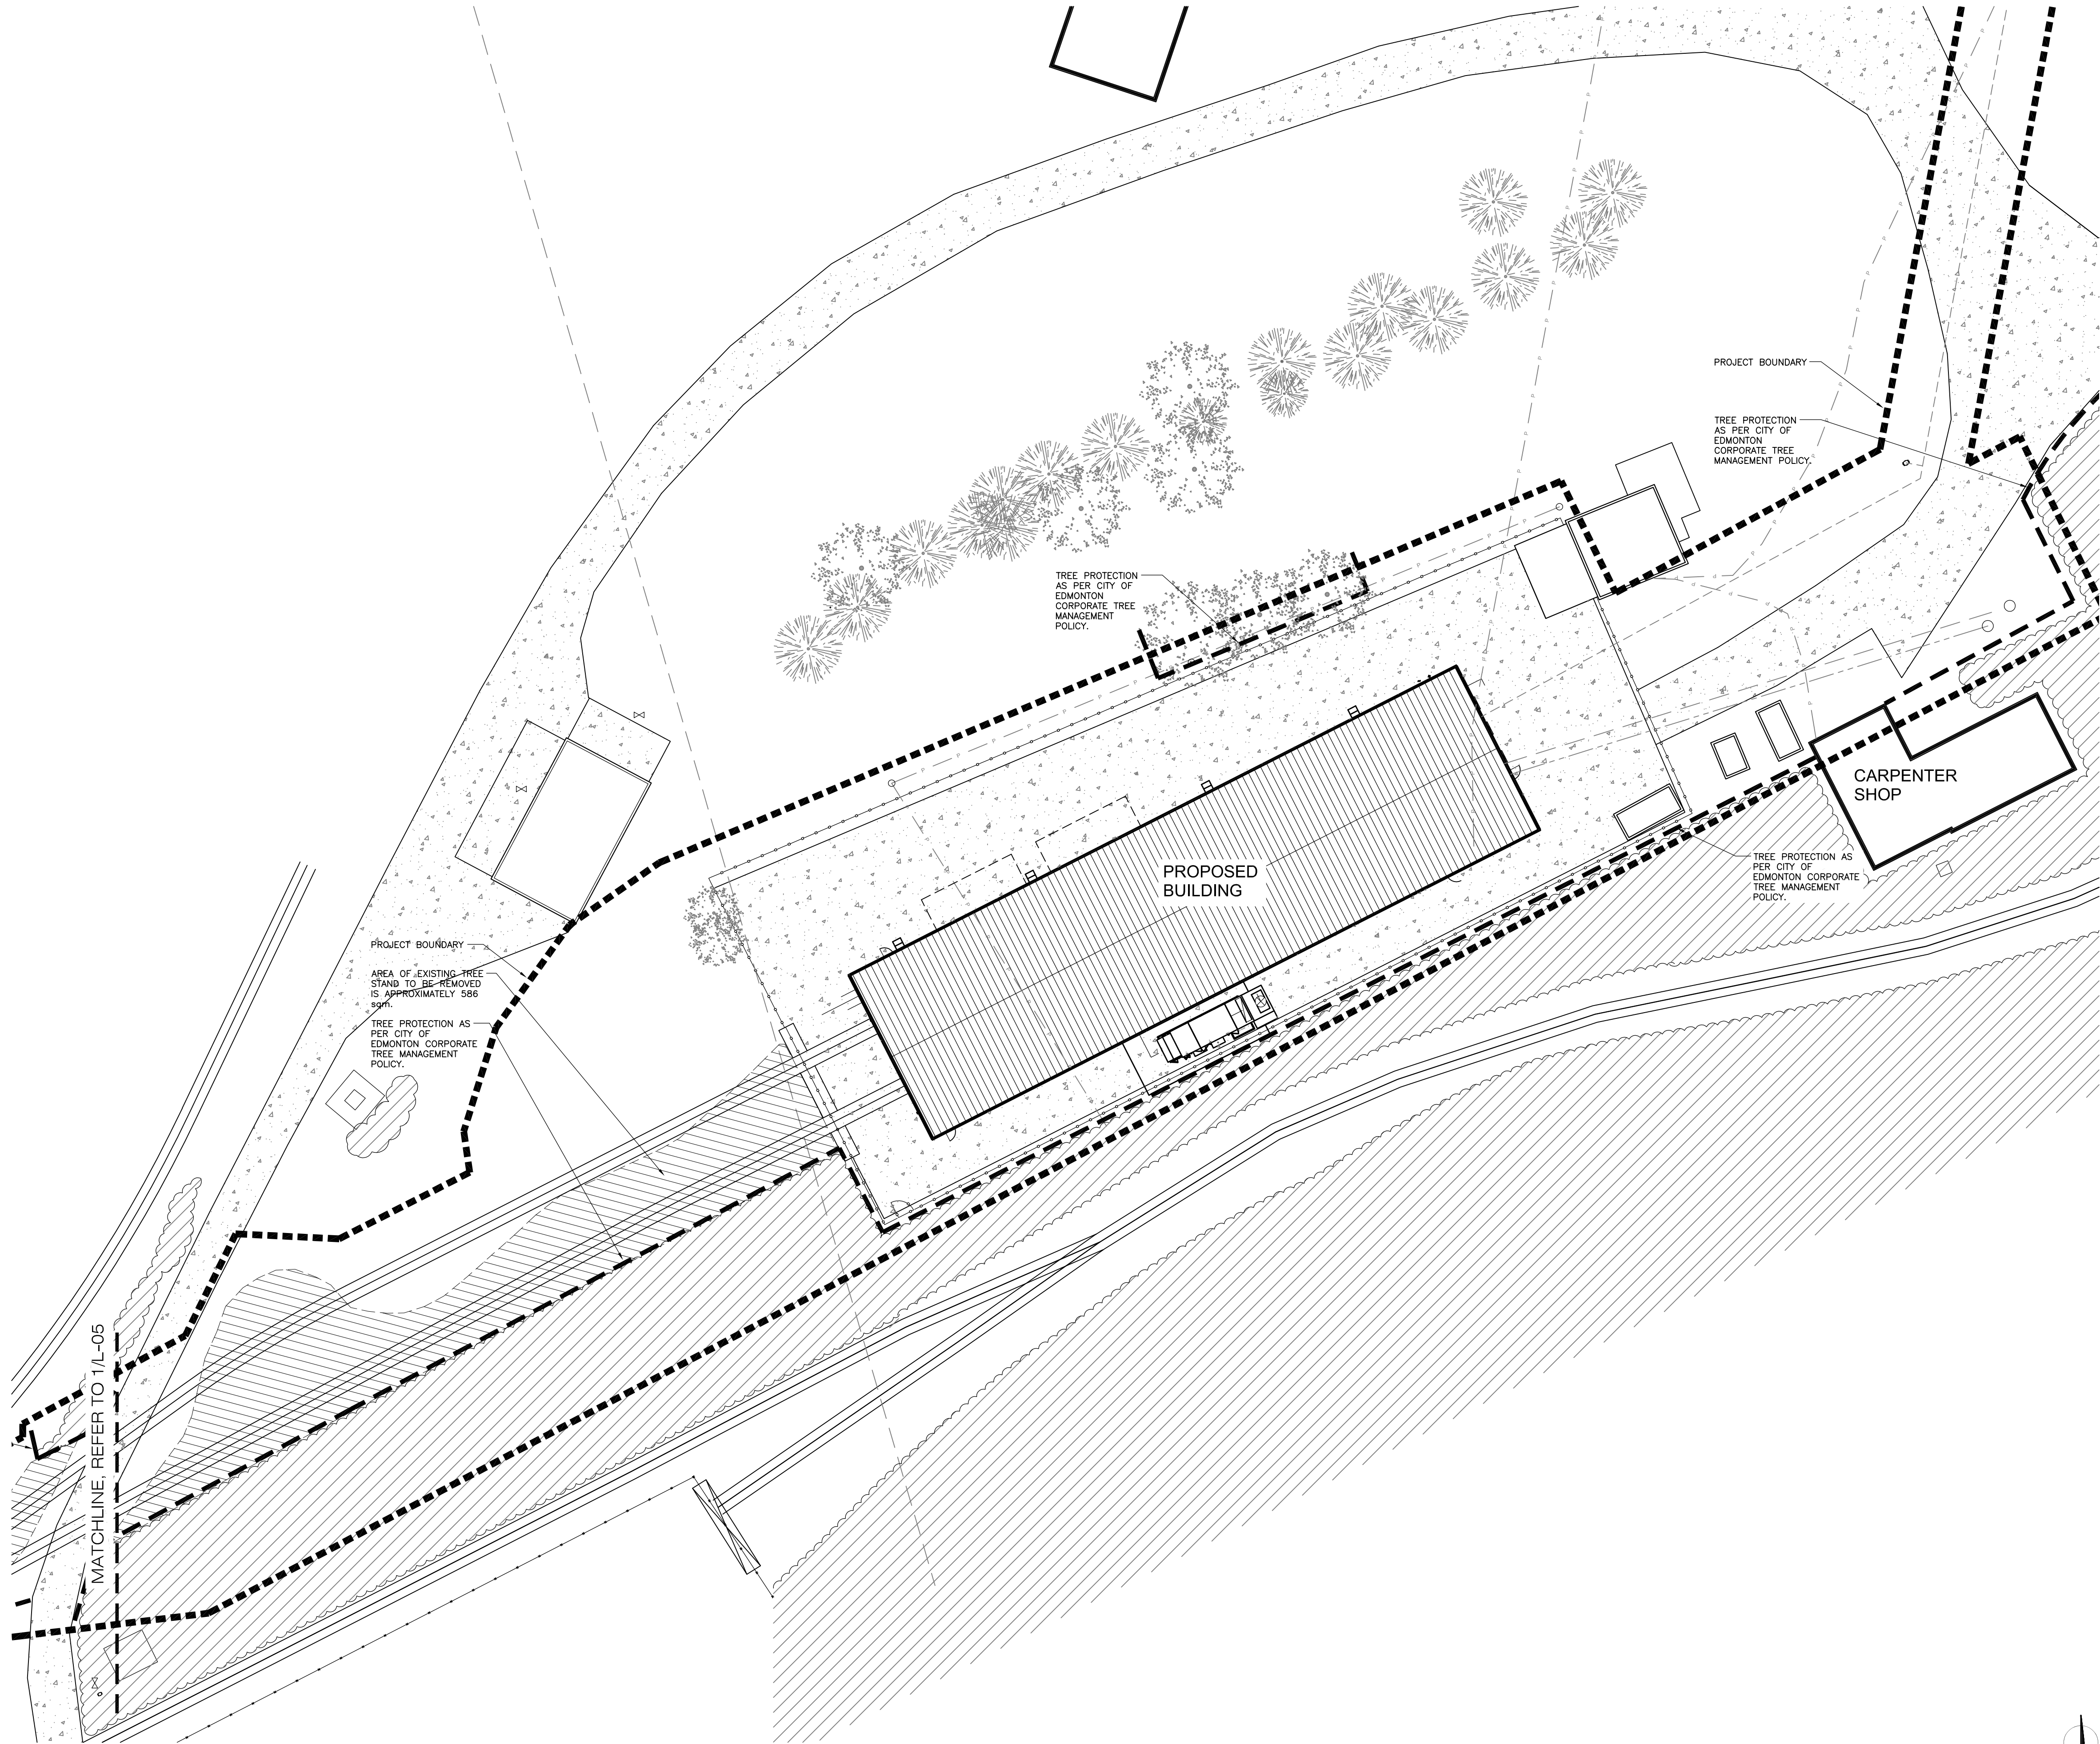 PROJECT BOUNDARY
TREE PROTECTION
AS PER CITY OF
EDMONTON
CORPORATE TREE
MANAGEMENT POLICY.
TREE PROTECTION
AS PER CITY OF
EDMONTON
CORPORATE TREE
MANAGEMENT
POLICY.
CARPENTER
SHOP
PROPOSED
BUILDING
TREE PROTECTION AS
PER CITY OF
EDMONTON CORPORATE
TREE MANAGEMENT
POLICY.
PROJECT BOUNDARY
AREA OF EXISTING TREE
STAND TO BE REMOVED
IS APPROXIMATELY 586
sqm.
TREE PROTECTION AS
PER CITY OF
EDMONTON CORPORATE
TREE MANAGEMENT
POLICY.
MATCHLINE, REFER TO 1/L-05